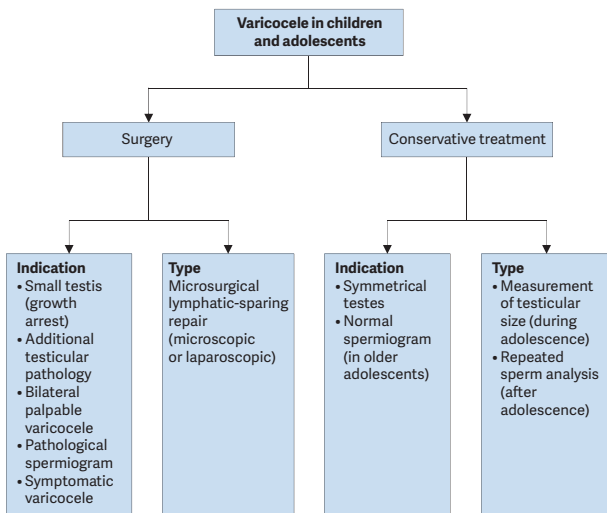 Varicocele in children
and adolescents
Surgery
Conservative treatment
Indication
• Small testis
(growth
arrest)
• Additional
testicular
pathology
• Bilateral
palpable
varicocele
• Pathological
spermiogram
• Symptomatic
varicocele
Type
Microsurgical
lymphatic-sparing
repair
(microscopic
or laparoscopic)
Indication
• Symmetrical
testes
• Normal
spermiogram
(in older
adolescents)
Type
• Measurement
of testicular
size (during
adolescence)
• Repeated
sperm analysis
(after
adolescence)